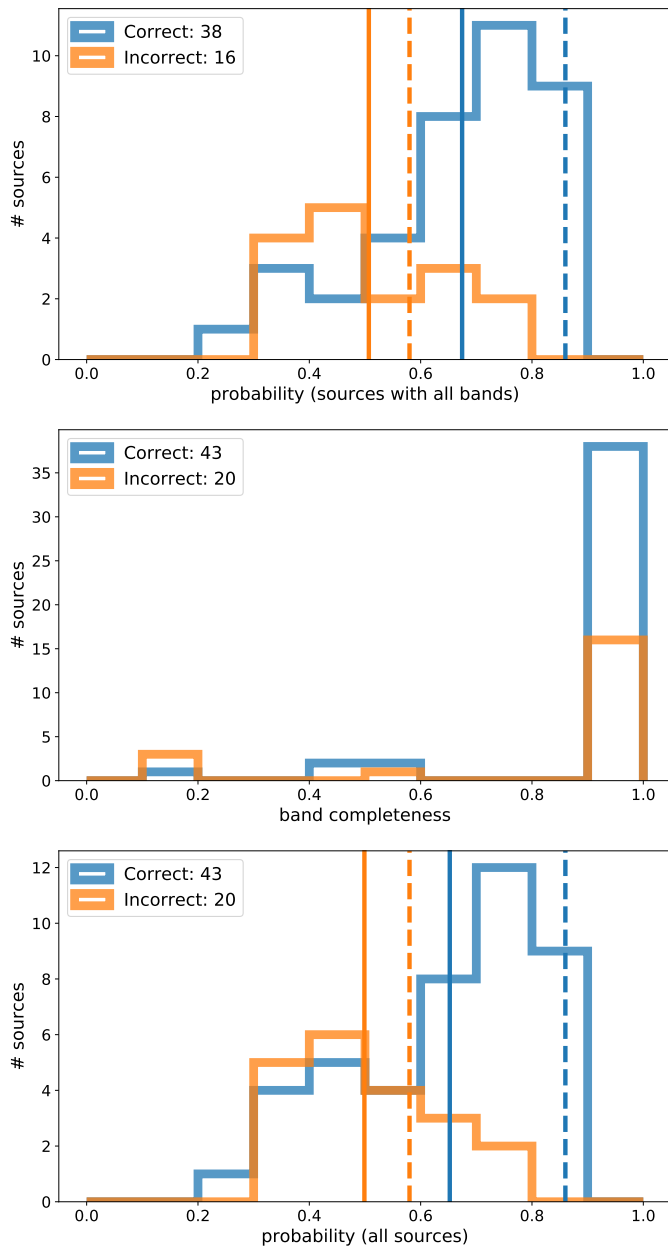 Correct: 38
Incorrect: 16
10
8
6
4
2
0
# sources
0.0 0.2 0.4 0.6 0.8 1.0
probability (sources with all bands)
Correct: 43
Incorrect: 20
35
30
25
20
15
10
5
0
# sources
0.0 0.2 0.4 0.6 0.8 1.0
band completeness
Correct: 43
Incorrect: 20
12
10
8
6
4
2
0
# sources
0.0 0.2 0.4 0.6 0.8 1.0
probability (all sources)